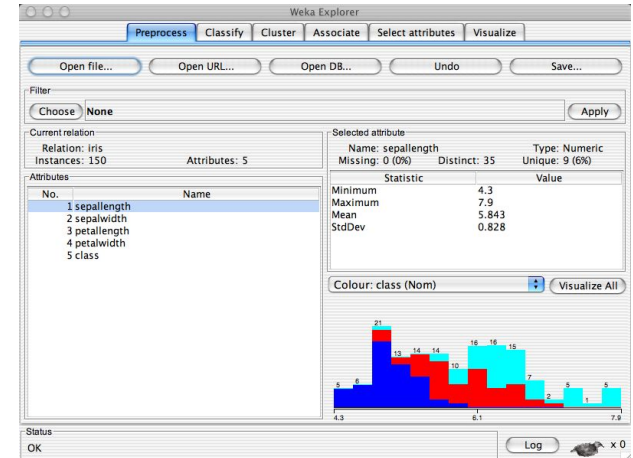 Weka Explorer
Preprocess Classify Cluster Associate Select attributes Visualize
Open file... Open URL... Open DB... Undo Save...
Filter
Choose None Apply
Current relation
Relation: iris
Instances: 150 Attributes: 5
Attributes
No. Name
1 sepallength
2 sepalwidth
3 petallength
4 petalwidth
5 class
Selected attribute
Name: sepallength Type: Numeric
Missing: 0 (0%) Distinct: 35 Unique: 9 (6%)
Statistic Value
Minimum 4.3
Maximum 7.9
Mean 5.843
StdDev 0.828
Colour: class (Nom) Visualize All
5 6 21 13 14 14 10 16 16 15 7 2 5 1 5
4.3 6.1 7.9
Status
OK Log x 0